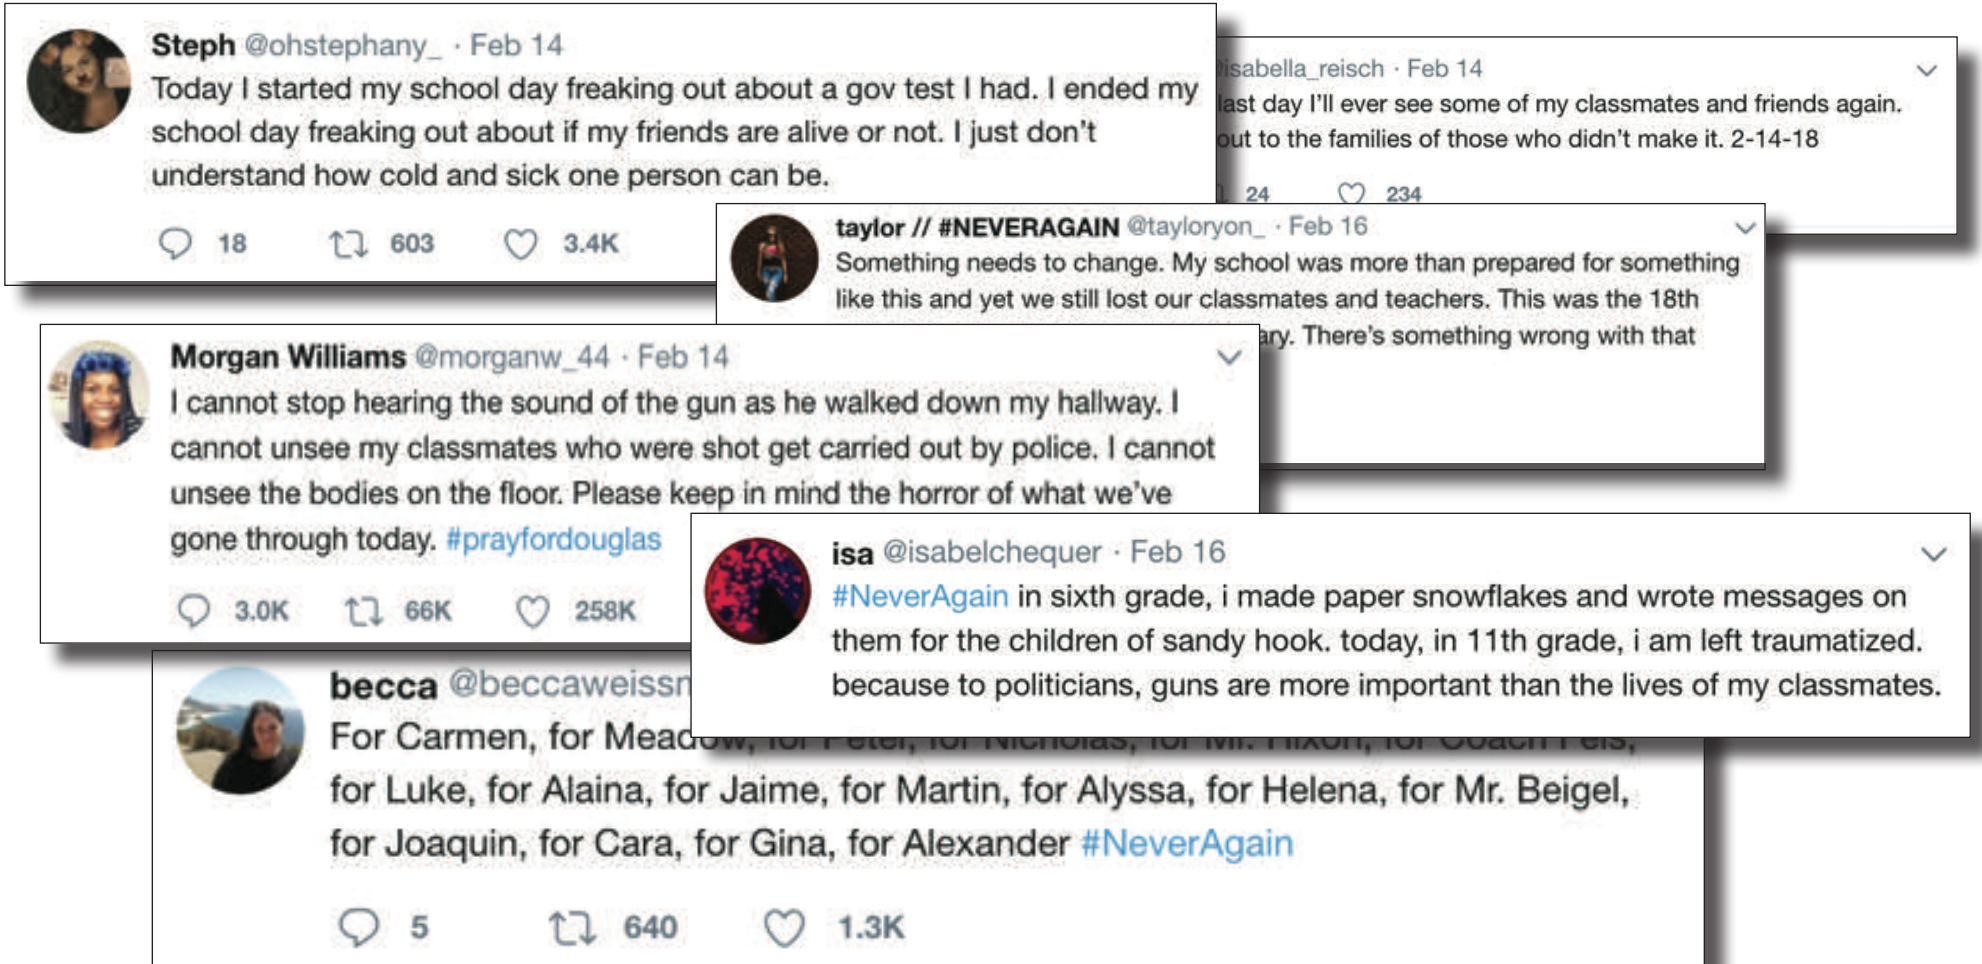 Steph @ohstephany_ · Feb 14
Today I started my school day freaking out about a gov test I had. I ended my
school day freaking out about if my friends are alive or not. I just don't
understand how cold and sick one person can be.
18 603 3.4K
isabella_reisch · Feb 14
last day I'll ever see some of my classmates and friends again.
out to the families of those who didn't make it. 2-14-18
24 234
taylor // #NEVERAGAIN @tayloryon_ · Feb 16
Something needs to change. My school was more than prepared for something
like this and yet we still lost our classmates and teachers. This was the 18th
ary. There's something wrong with that
Morgan Williams @morganw_44 · Feb 14
I cannot stop hearing the sound of the gun as he walked down my hallway. I
cannot unsee my classmates who were shot get carried out by police. I cannot
unsee the bodies on the floor. Please keep in mind the horror of what we've
gone through today. #prayfordouglas
3.0K 66K 258K
isa @isabelchequer · Feb 16
#NeverAgain in sixth grade, i made paper snowflakes and wrote messages on
them for the children of sandy hook. today, in 11th grade, i am left traumatized.
because to politicians, guns are more important than the lives of my classmates.
becca @beccaweissn
For Carmen, for Meadow, for Peter, for Nicholas, for Mr. Hixon, for Coach Feis,
for Luke, for Alaina, for Jaime, for Martin, for Alyssa, for Helena, for Mr. Beigel,
for Joaquin, for Cara, for Gina, for Alexander #NeverAgain
5 640 1.3K